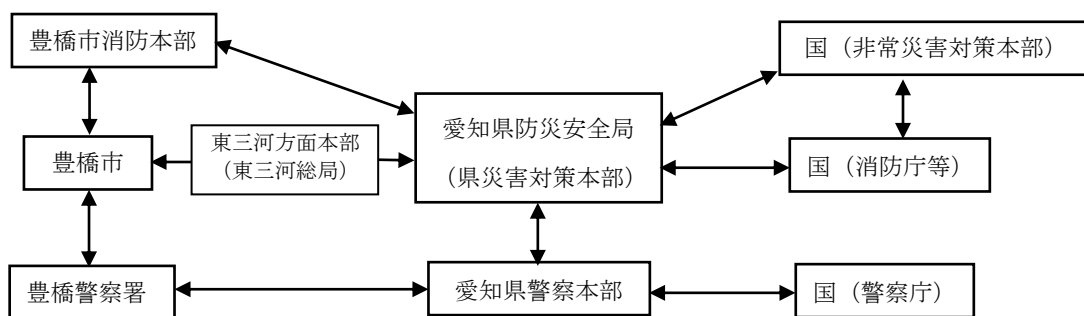 豊橋市消防本部
国（非常災害対策本部）
愛知県防災安全局
（県災害対策本部）
東三河方面本部
（東三河総局）
豊橋市
国（消防庁等）
豊橋警察署
愛知県警察本部
国（警察庁）